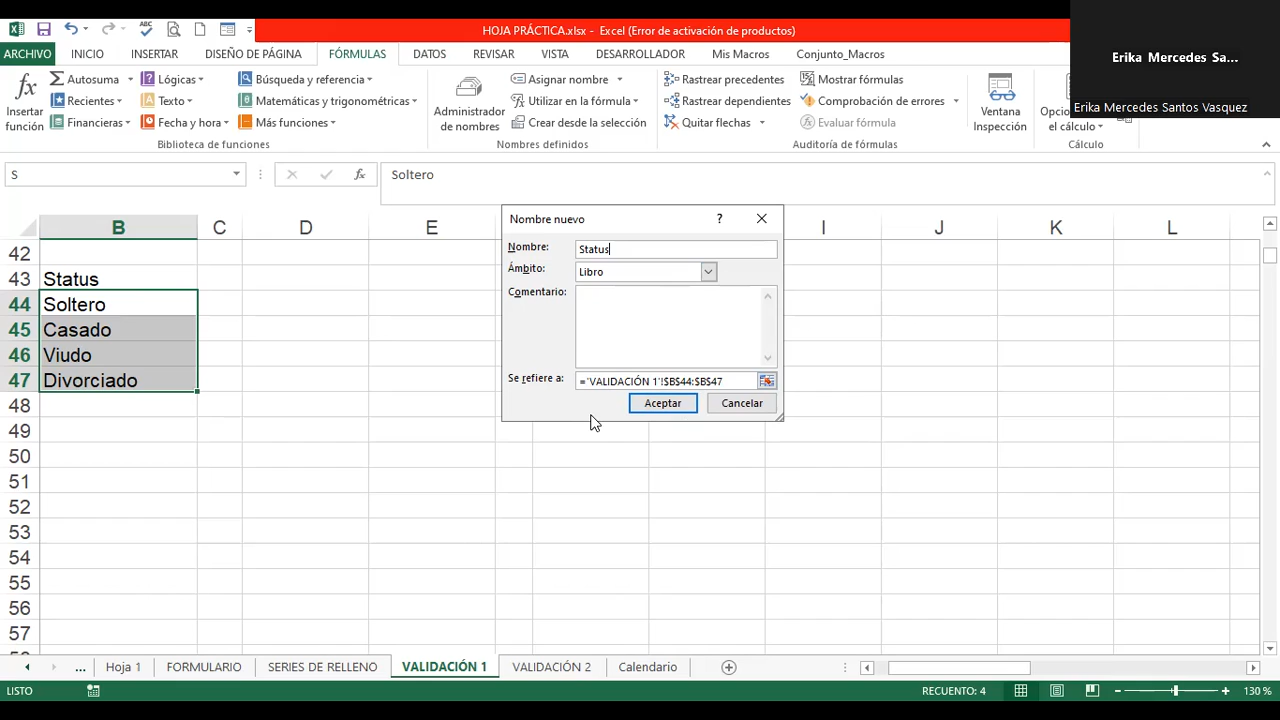 HOJA PRÁCTICA.xlsx - Excel (Error de activación de productos)
ARCHIVO INICIO INSERTAR DISEÑO DE PÁGINA FÓRMULAS DATOS REVISAR VISTA DESARROLLADOR Mis Macros Conjunto_Macros
Erika Mercedes Sa...
Erika Mercedes Santos Vasquez
fx
Insertar
función
Autosuma
Recientes
Financieras
Lógicas
Texto
Fecha y hora
Búsqueda y referencia
Matemáticas y trigonométricas
Más funciones
Biblioteca de funciones
Administrador
de nombres
Asignar nombre
Utilizar en la fórmula
Crear desde la selección
Nombres definidos
Rastrear precedentes
Rastrear dependientes
Quitar flechas
Mostrar fórmulas
Comprobación de errores
Evaluar fórmula
Auditoría de fórmulas
Ventana
Inspección
el cálculo
Cálculo
S
fx
Soltero
B C D E I J K L
42
43 Status
44 Soltero
45 Casado
46 Viudo
47 Divorciado
48
49
50
51
52
53
54
55
56
57
Nombre nuevo ?
Nombre: Status
Ámbito: Libro
Comentario:
Se refiere a: ='VALIDACIÓN 1'!$B$44:$B$47
Aceptar Cancelar
... Hoja 1 FORMULARIO SERIES DE RELLENO VALIDACIÓN 1 VALIDACIÓN 2 Calendario
LISTO RECUENTO: 4 130 %